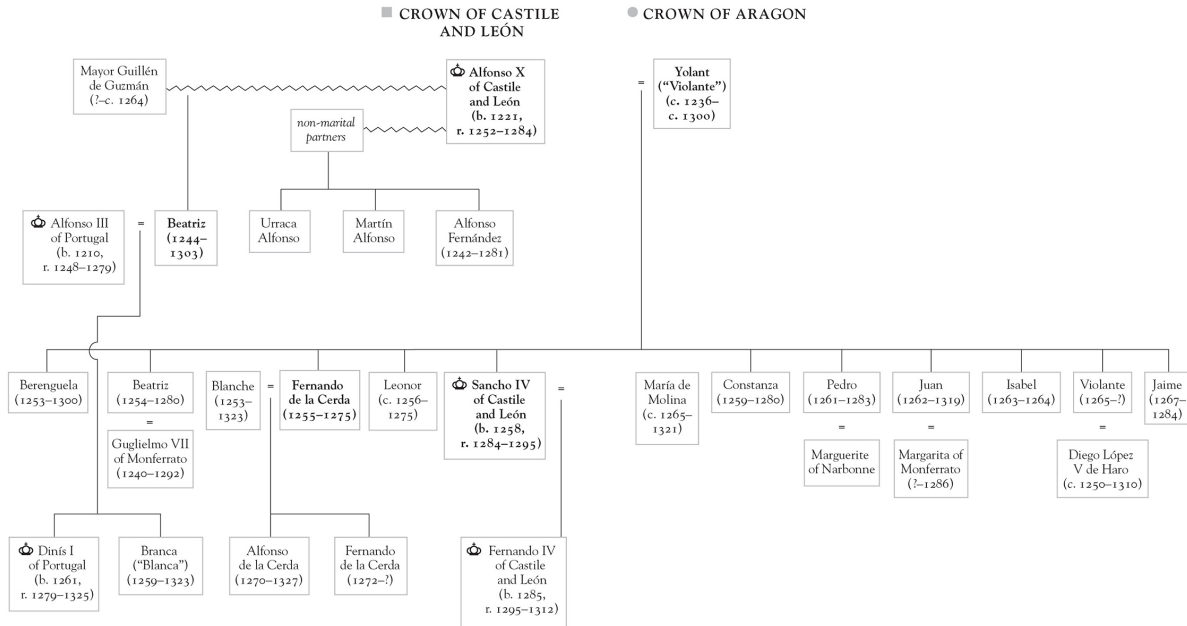 CROWN OF CASTILE
AND LEÓN
CROWN OF ARAGON
Mayor Guillén
de Guzmán
(?–c. 1264)
Alfonso X
of Castile
and León
(b. 1221,
r. 1252–1284)
=
Yolant
("Violante")
(c. 1236–
c. 1300)
non-marital
partners
Alfonso III
of Portugal
(b. 1210,
r. 1248–1279)
=
Beatriz
(1244–
1303)
Urraca
Alfonso
Martín
Alfonso
Alfonso
Fernández
(1242–1281)
Berenguela
(1253–1300)
Beatriz
(1254–1280)
=
Guglielmo VII
of Monferrato
(1240–1292)
Blanche
(1253–
1323)
=
Fernando
de la Cerda
(1255–1275)
Leonor
(c. 1256–
1275)
Sancho IV
of Castile
and León
(b. 1258,
r. 1284–1295)
=
María de
Molina
(c. 1265–
1321)
Constanza
(1259–1280)
Pedro
(1261–1283)
=
Marguerite
of Narbonne
Juan
(1262–1319)
=
Margarita of
Monferrato
(?–1286)
Isabel
(1263–1264)
Violante
(1265–?)
=
Diego López
V de Haro
(c. 1250–1310)
Jaime
(1267–
1284)
Dinís I
of Portugal
(b. 1261,
r. 1279–1325)
Branca
("Blanca")
(1259–1323)
Alfonso
de la Cerda
(1270–1327)
Fernando
de la Cerda
(1272–?)
Fernando IV
of Castile
and León
(b. 1285,
r. 1295–1312)